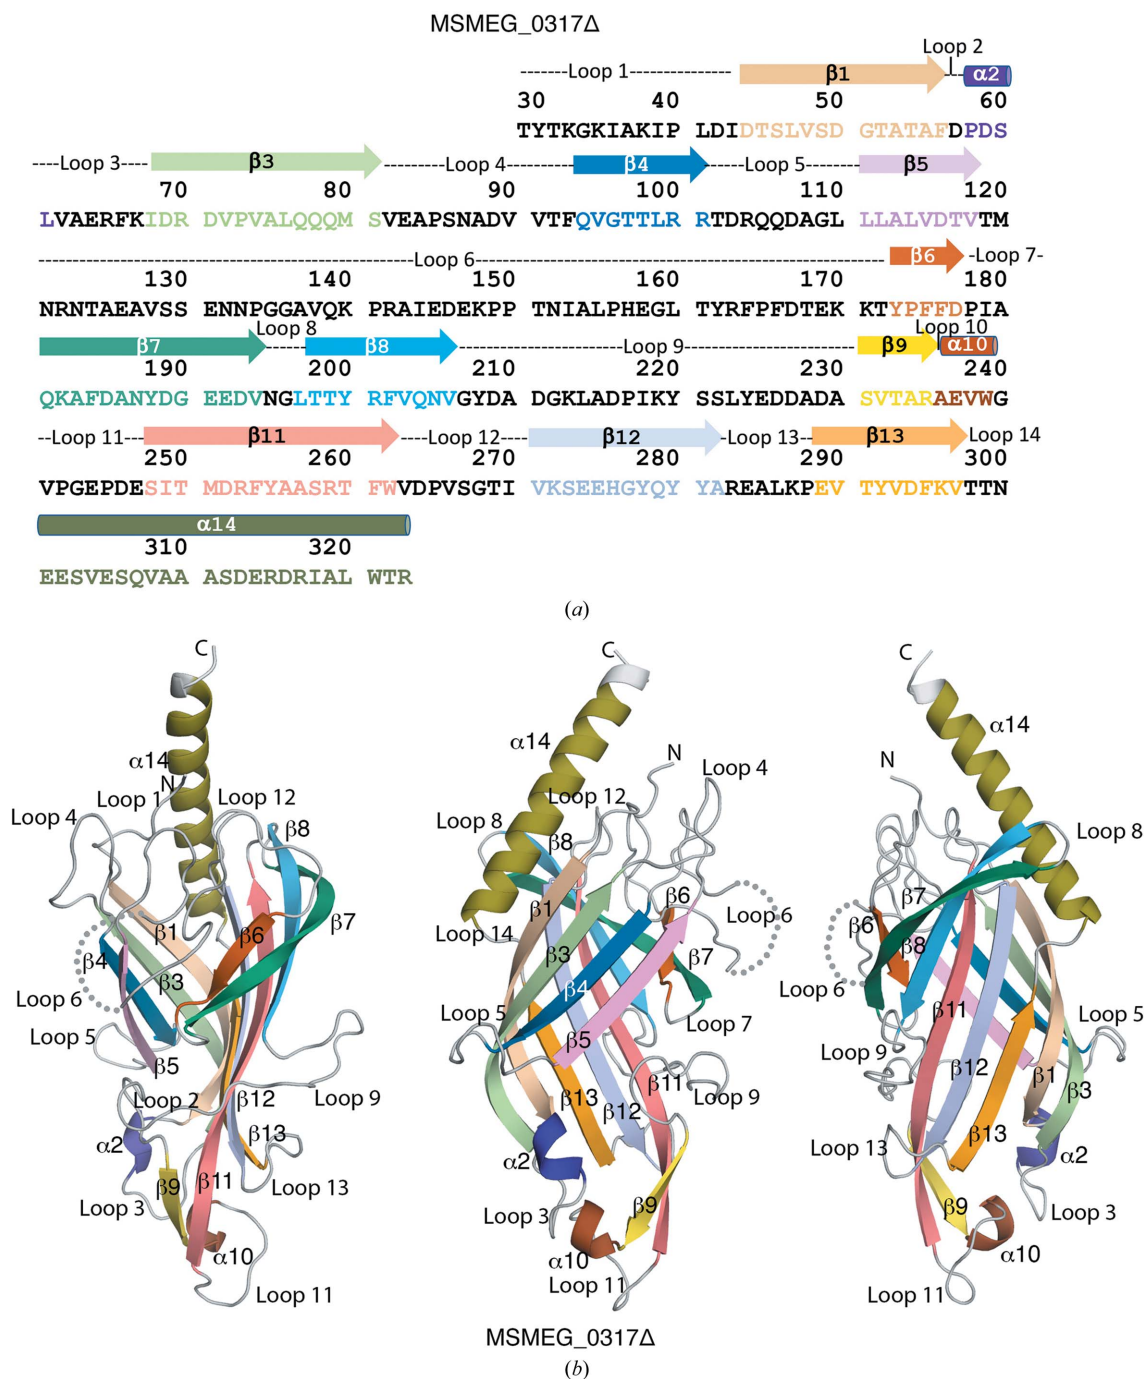 MSMEG_0317Δ
Loop 2
Loop 1 β1 α2
30 40 50 60
TYTKGKIAKIP LDIDTSLVSD GTATAFDPDS
Loop 3 β3 Loop 4 β4 Loop 5 β5
70 80 90 100 110 120
LVAERFKIDR DVPVALQQQM SVEAPSNADV VTFQVGTTLR RTDRQQDAGL LLALVDTVTM
Loop 6 β6 Loop 7
130 140 150 160 170 180
NRNTAEAVSS ENNPGGAVQK PRAIEDEKPP TNIALPHEGL TYRFPFDTEK KTYPFFDPIA
β7 Loop 8 β8 Loop 9 β9 Loop 10 α10
190 200 210 220 230 240
QKAFDANYDG EEDVNGLTTY RFVQNVGYDA DGKLADPIKY SSLYEDDADA SVTARAEVWG
Loop 11 β11 Loop 12 β12 Loop 13 β13 Loop 14
250 260 270 280 290 300
VPGEPDESIT MDRFYAASRT FWVDPVSGTI VKSEEHGYQY YAREALKPEV TYVDFKVTTN
α14
310 320
EESVESQVAA ASDERDRIAL WTR
(a)
C
α14
N
Loop 1
Loop 12
Loop 4
β8
β7
β1
β6
β4
β3
Loop 6
Loop 5
β5
Loop 2
β12
Loop 9
α2
β13
β9
β11
Loop 13
Loop 3
α10
Loop 11
C
α14
N
Loop 4
Loop 12
Loop 8
β8
β6
β1
Loop 6
Loop 14
β3
β7
β4
Loop 5
Loop 7
β5
β11
β13
β12
Loop 9
α2
β9
Loop 3
α10
Loop 11
C
α14
N
Loop 8
β7
β6
β8
Loop 6
β11
Loop 5
Loop 9
β12
β1
β3
β13
Loop 13
α2
β9
Loop 3
α10
Loop 11
MSMEG_0317Δ
(b)